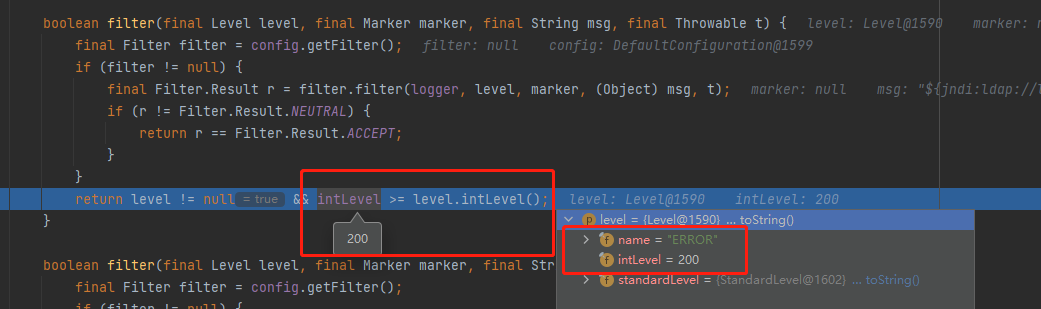 boolean filter(final Level level, final Marker marker, final String msg, final Throwable t) { level: Level@1590 marker: n
final Filter filter = config.getFilter(); filter: null config: DefaultConfiguration@1599
if (filter != null) {
final Filter.Result r = filter.filter(logger, level, marker, (Object) msg, t); marker: null msg: "${jndi:ldap://l
if (r != Filter.Result.NEUTRAL) {
return r == Filter.Result.ACCEPT;
}
}
return level != null = true && intLevel >= level.intLevel(); level: Level@1590 intLevel: 200
}
200
p level = {Level@1590} ... toString()
f name = "ERROR"
f intLevel = 200
f standardLevel = {StandardLevel@1602} ... toString()
boolean filter(final Level level, final Marker marker, final Str
final Filter filter = config.getFilter();
if (filter != null) {